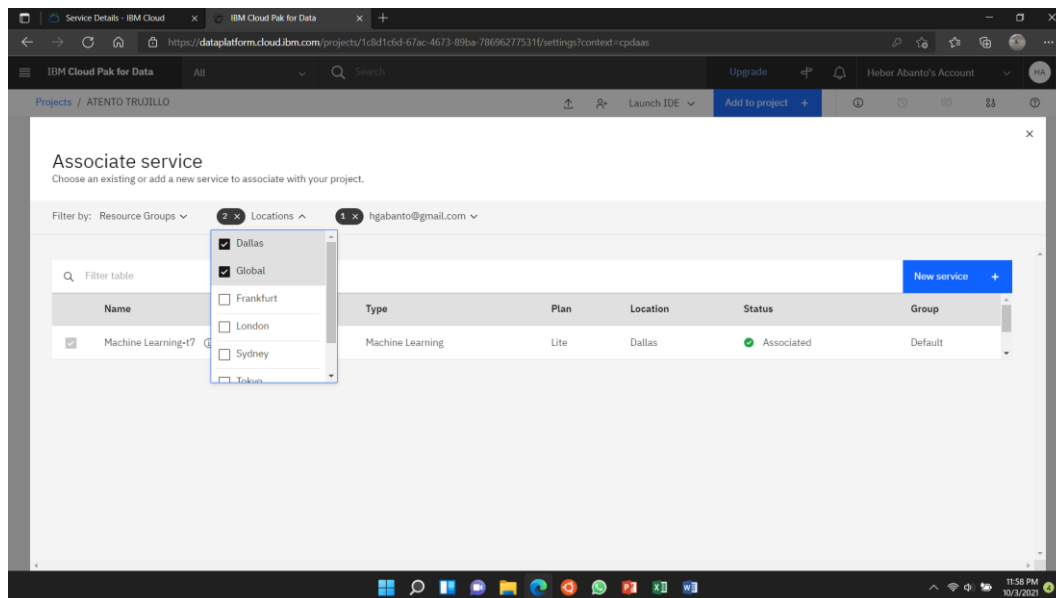 Service Details - IBM Cloud
IBM Cloud Pak for Data
https://dataplatform.cloud.ibm.com/projects/1c8d1c6d-67ac-4673-89ba-78696277531f/settings?context=cpdaas
IBM Cloud Pak for Data All Search Upgrade Heber Abanto's Account HA
Projects / ATENTO TRUJILLO Launch IDE Add to project +
Associate service
Choose an existing or add a new service to associate with your project.
Filter by: Resource Groups 2 × Locations 1 × hgabanto@gmail.com
Dallas
Global
Frankfurt
London
Sydney
Tokyo
Filter table New service +
Name Type Plan Location Status Group
Machine Learning-t7 Machine Learning Lite Dallas Associated Default
11:58 PM
10/3/2021
4